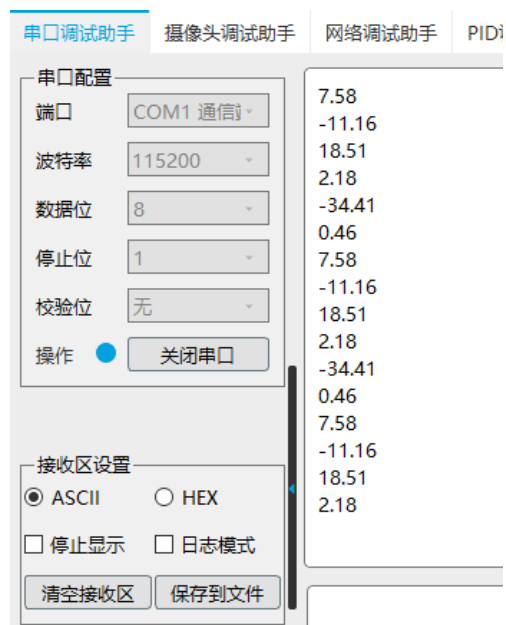 串口调试助手 摄像头调试助手 网络调试助手 PID
串口配置
端口 COM1 通信
波特率 115200
数据位 8
停止位 1
校验位 无
操作 关闭串口
接收区设置
ASCII HEX
停止显示 日志模式
清空接收区 保存到文件
7.58
-11.16
18.51
2.18
-34.41
0.46
7.58
-11.16
18.51
2.18
-34.41
0.46
7.58
-11.16
18.51
2.18